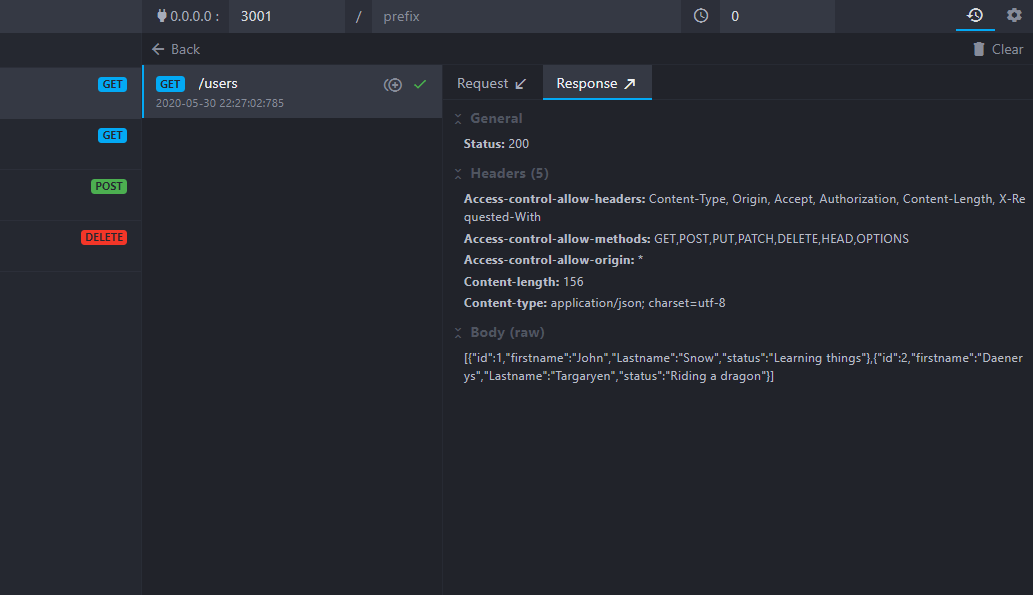 0.0.0.0 :
3001
/
prefix
0
Back
Clear
GET
GET
POST
DELETE
GET /users
2020-05-30 22:27:02:785
Request
Response
General
Status: 200
Headers (5)
Access-control-allow-headers: Content-Type, Origin, Accept, Authorization, Content-Length, X-Re
quested-With
Access-control-allow-methods: GET,POST,PUT,PATCH,DELETE,HEAD,OPTIONS
Access-control-allow-origin: *
Content-length: 156
Content-type: application/json; charset=utf-8
Body (raw)
[{"id":1,"firstname":"John","Lastname":"Snow","status":"Learning things"},{"id":2,"firstname":"Daener
ys","Lastname":"Targaryen","status":"Riding a dragon"}]